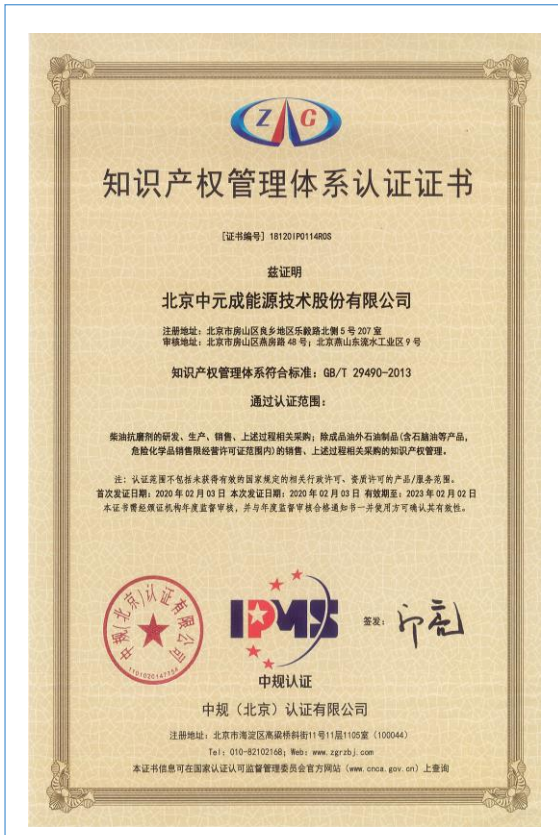 ZG
知识产权管理体系认证证书
[证书编号] 18120IP0114R0S
兹证明
北京中元成能源技术股份有限公司
注册地址：北京市房山区良乡地区乐毅路北侧5号207室
审核地址：北京市房山区燕房路48号；北京燕山东流水工业区9号
知识产权管理体系符合标准：GB/T 29490-2013
通过认证范围：
柴油抗磨剂的研发、生产、销售、上述过程相关采购；除成品油外石油制品(含石脑油等产品，
危险化学品销售限经营许可证范围内)的销售、上述过程相关采购的知识产权管理。
注：认证范围不包括未获得有效的国家规定的相关行政许可、资质许可的产品/服务范围。
首次发证日期：2020年02月03日 本次发证日期：2020年02月03日 有效期至：2023年02月02日
本证书需经颁证机构年度监督审核，并与年度监督审核合格通知书一并使用方可确认其有效性。
中规(北京)认证有限公司
IPMS
签发：
中规认证
中规（北京）认证有限公司
注册地址：北京市海淀区高梁桥斜街11号11层1105室（100044）
Tel：010-82102168；Web：www.zgrzbj.com
本证书信息可在国家认证认可监督管理委员会官方网站（www.cnca.gov.cn）上查询